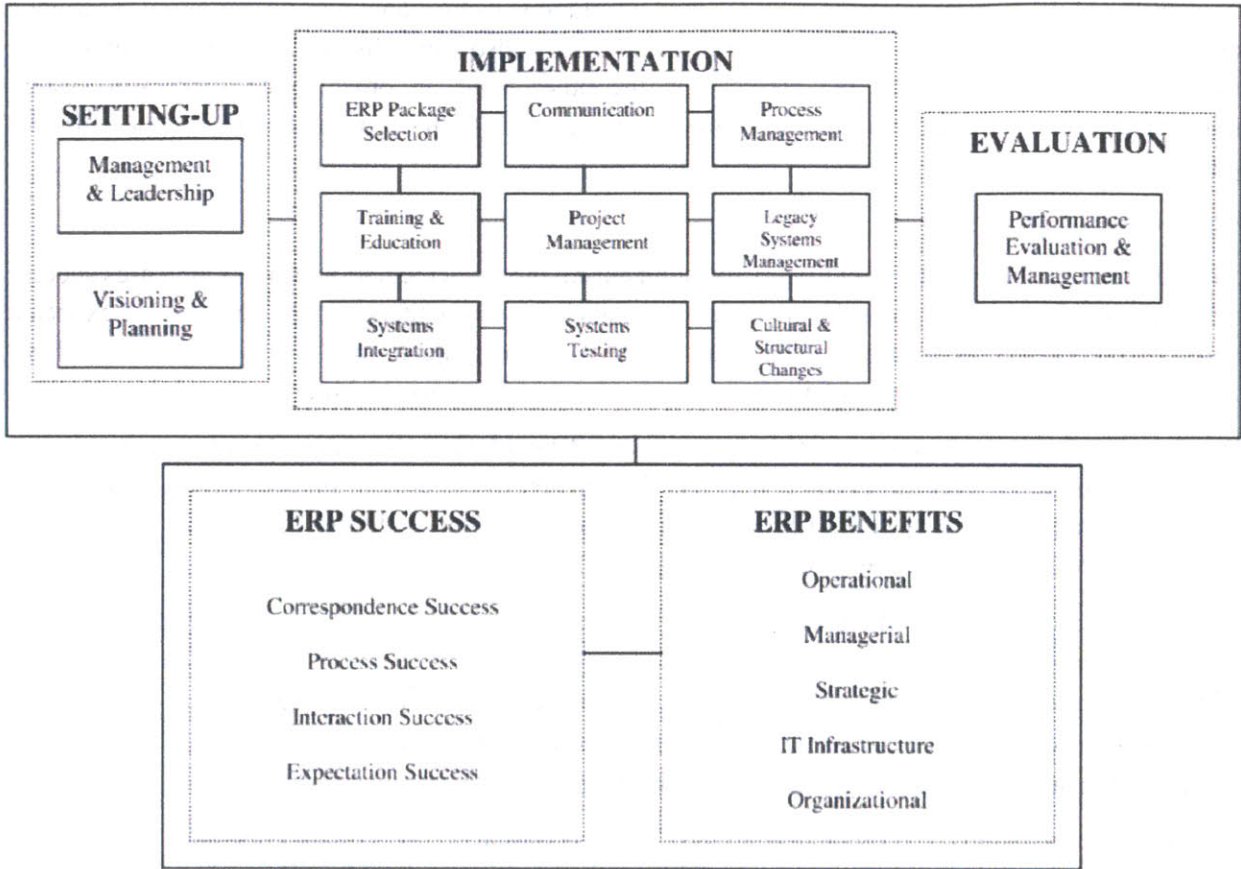 SETTING-UP
Management
& Leadership
Visioning &
Planning
IMPLEMENTATION
ERP Package
Selection
Communication
Process
Management
Training &
Education
Project
Management
Legacy
Systems
Management
Systems
Integration
Systems
Testing
Cultural &
Structural
Changes
EVALUATION
Performance
Evaluation &
Management
ERP SUCCESS
Correspondence Success
Process Success
Interaction Success
Expectation Success
ERP BENEFITS
Operational
Managerial
Strategic
IT Infrastructure
Organizational